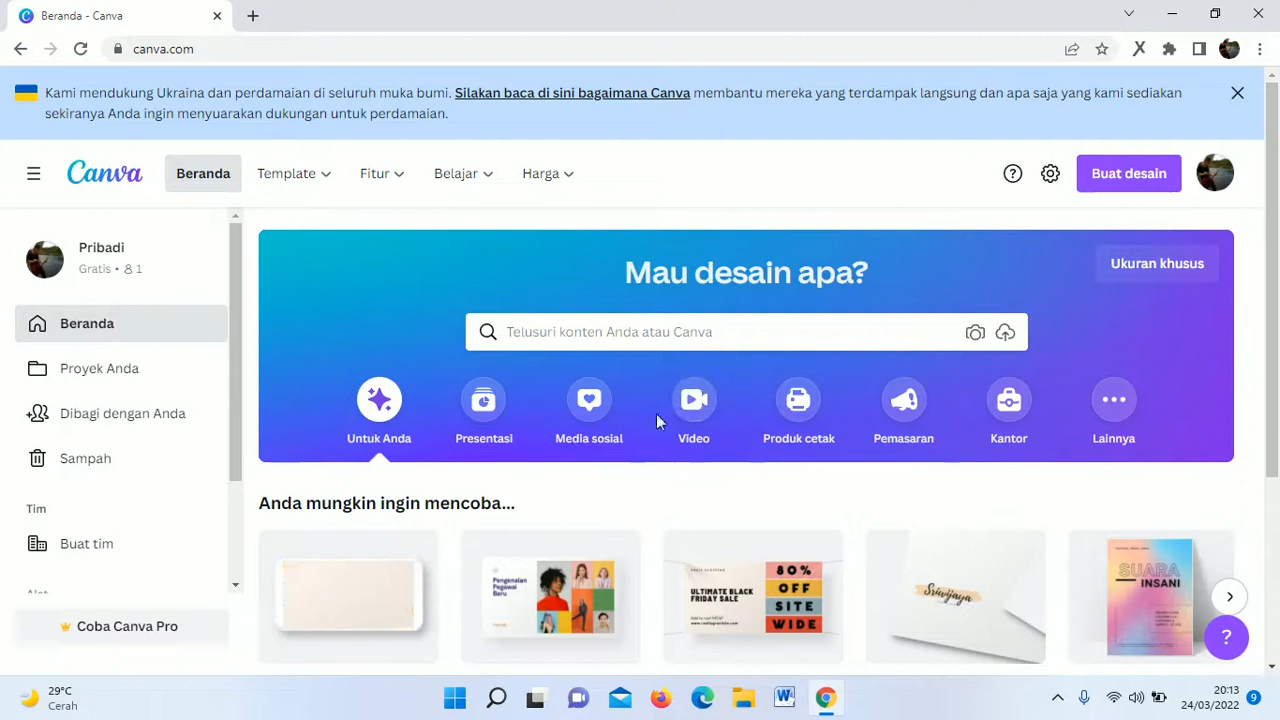 Beranda - Canva
canva.com
Kami mendukung Ukraina dan perdamaian di seluruh muka bumi. Silakan baca di sini bagaimana Canva membantu mereka yang terdampak langsung dan apa saja yang kami sediakan
sekiranya Anda ingin menyuarakan dukungan untuk perdamaian.
Canva Beranda Template Fitur Belajar Harga Buat desain
Pribadi
Gratis • 1
Beranda
Proyek Anda
Dibagi dengan Anda
Sampah
Tim
Buat tim
Coba Canva Pro
Mau desain apa?
Ukuran khusus
Telusuri konten Anda atau Canva
Untuk Anda Presentasi Media sosial Video Produk cetak Pemasaran Kantor Lainnya
Anda mungkin ingin mencoba...
Pengenalan
Pegawai
Baru
ULTIMATE BLACK
FRIDAY SALE
80%
OFF
SITE
WIDE
Sriwijaya
SUARA
INSANI
?
29°C
Cerah
20:13
24/03/2022
9